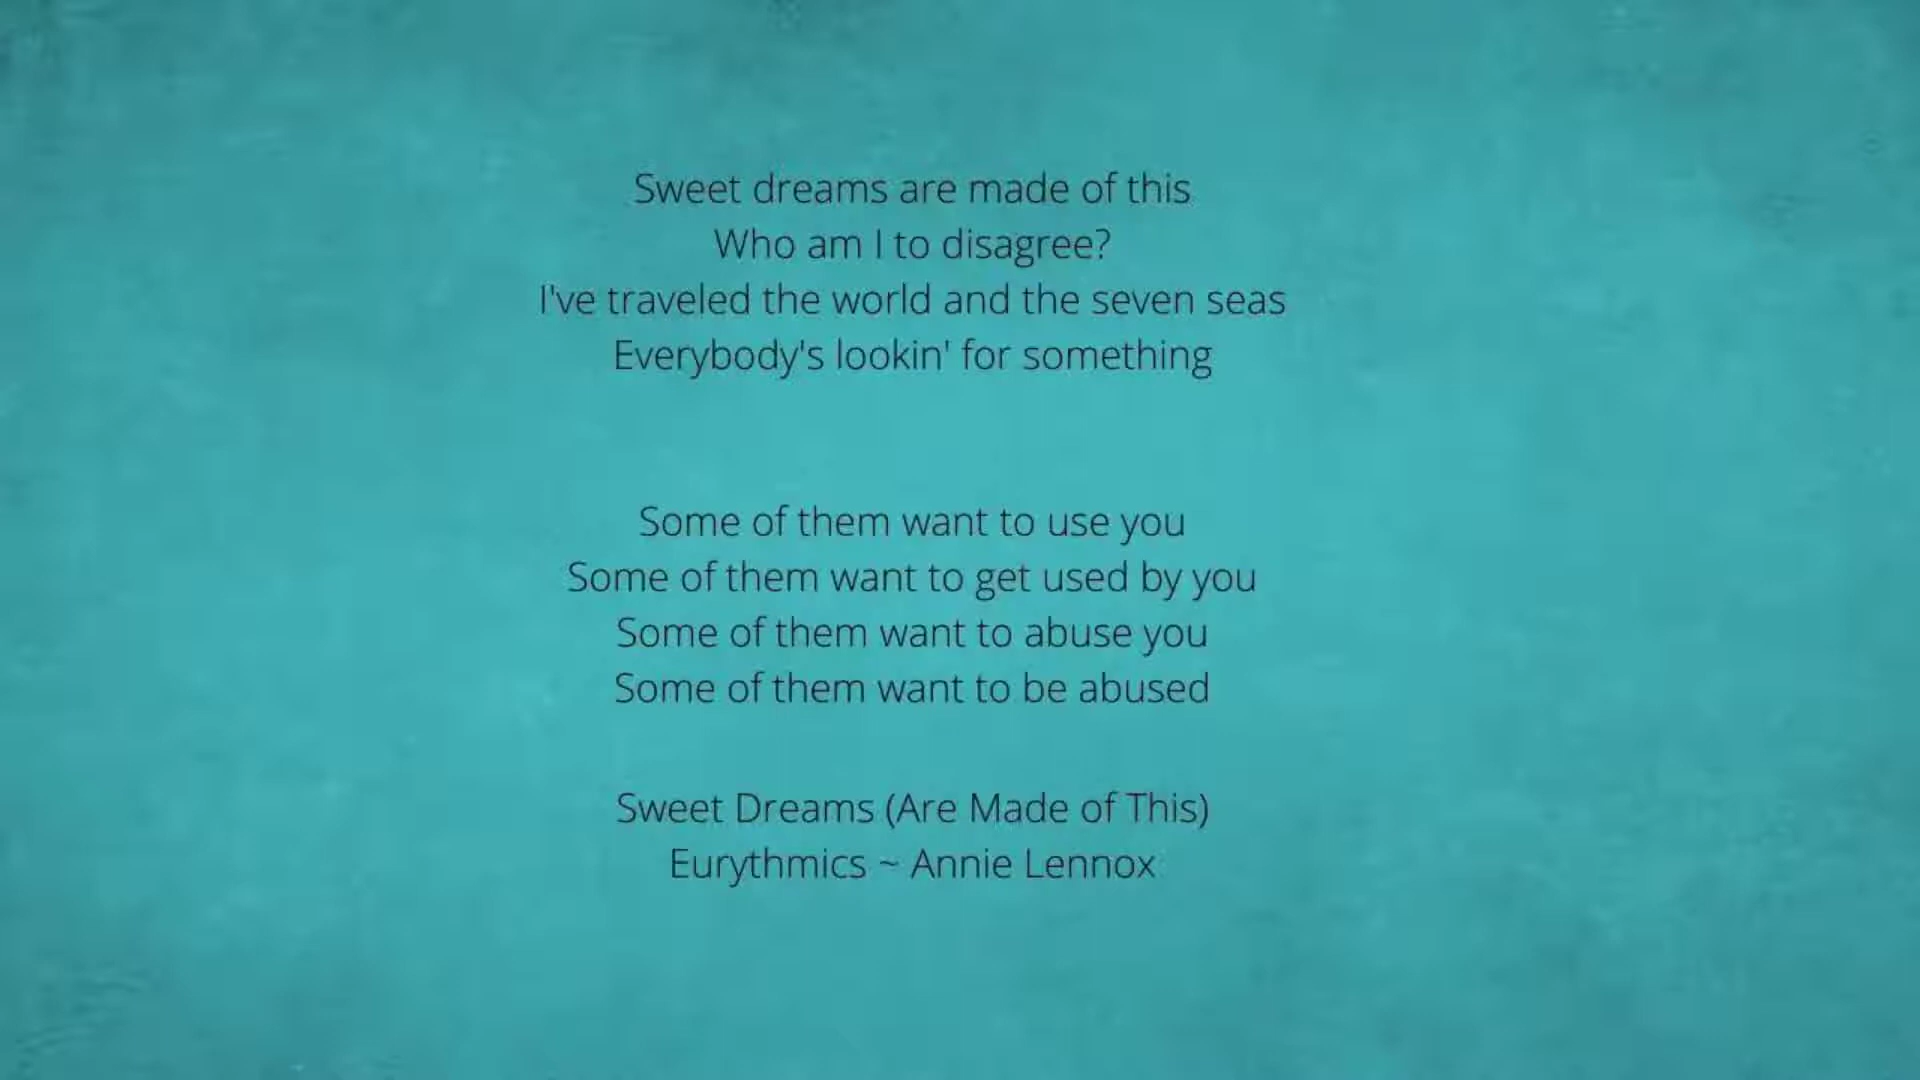 Sweet dreams are made of this
Who am I to disagree?
I've traveled the world and the seven seas
Everybody's lookin' for something
Some of them want to use you
Some of them want to get used by you
Some of them want to abuse you
Some of them want to be abused
Sweet Dreams (Are Made of This)
Eurythmics ~ Annie Lennox